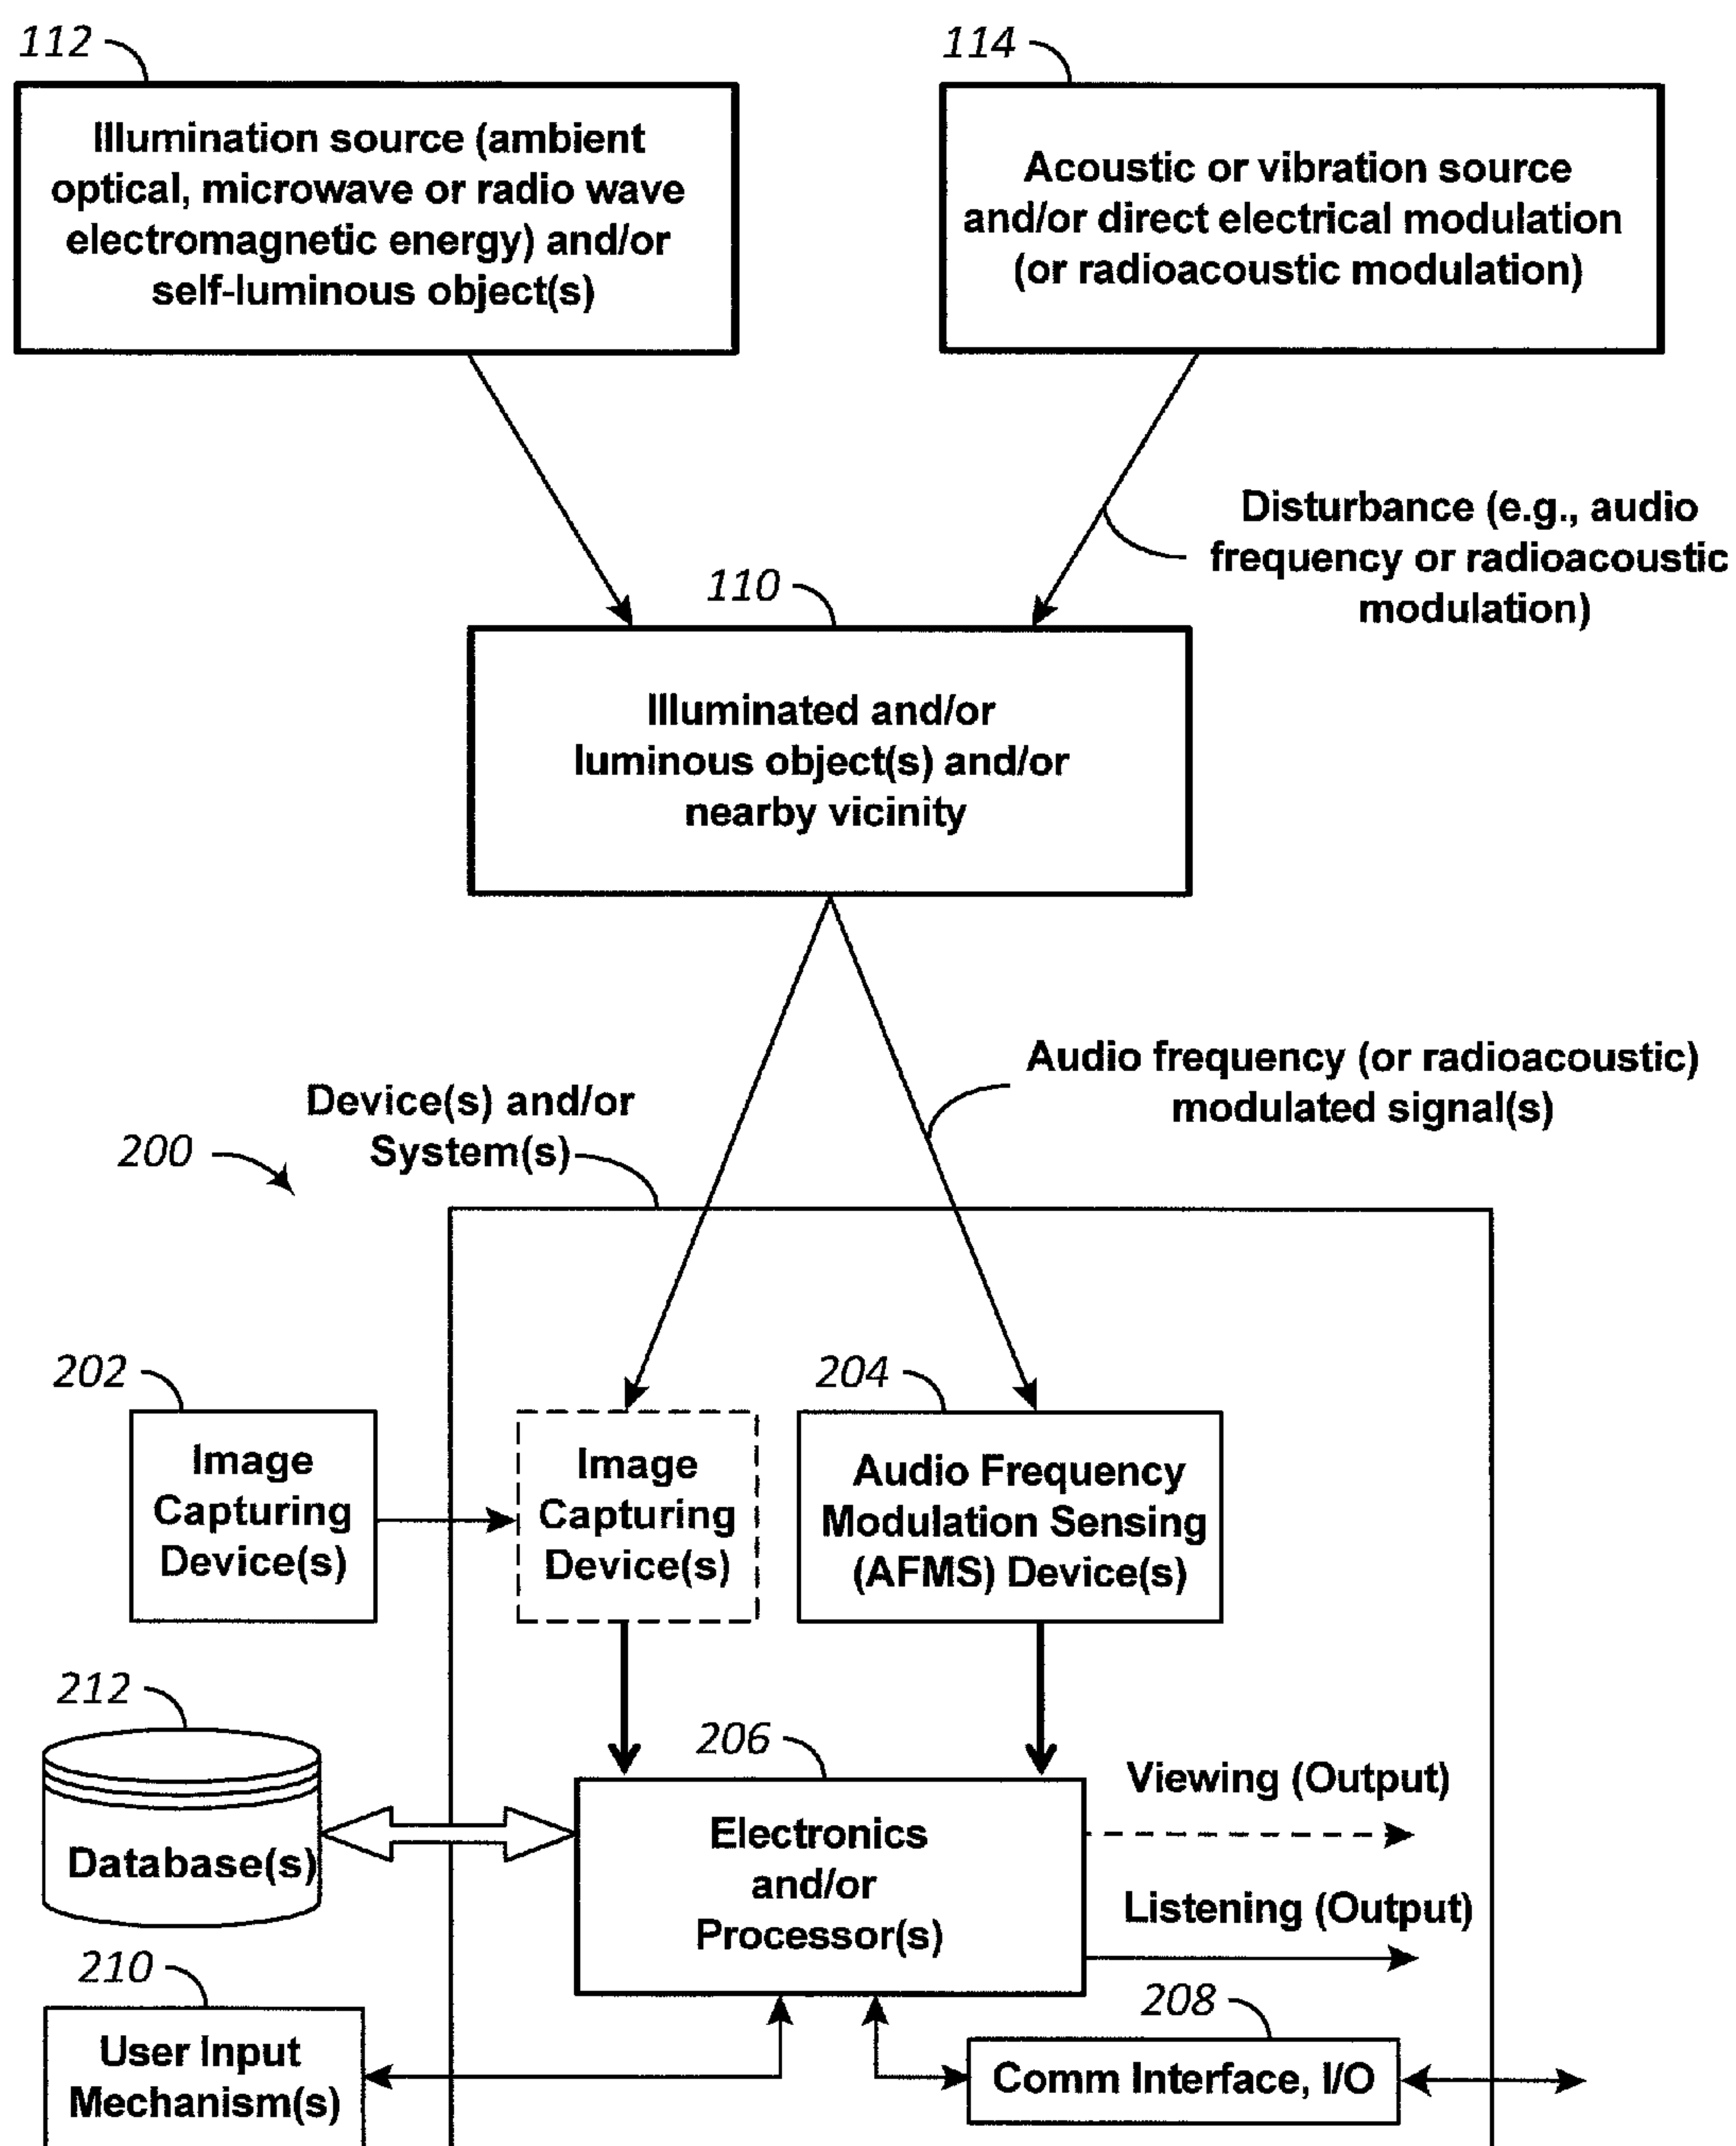 112
Illumination source (ambient
optical, microwave or radio wave
electromagnetic energy) and/or
self-luminous object(s)
114
Acoustic or vibration source
and/or direct electrical modulation
(or radioacoustic modulation)
Disturbance (e.g., audio
frequency or radioacoustic
modulation)
110
Illuminated and/or
luminous object(s) and/or
nearby vicinity
Audio frequency (or radioacoustic)
modulated signal(s)
Device(s) and/or
System(s)
200
202
Image
Capturing
Device(s)
Image
Capturing
Device(s)
204
Audio Frequency
Modulation Sensing
(AFMS) Device(s)
212
Database(s)
206
Electronics
and/or
Processor(s)
Viewing (Output)
Listening (Output)
210
User Input
Mechanism(s)
208
Comm Interface, I/O